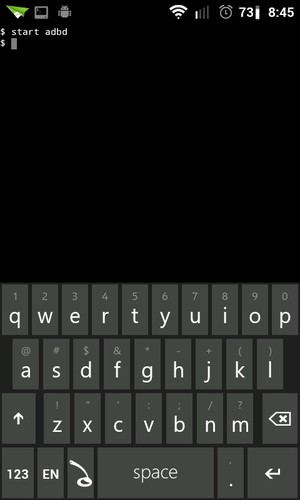 73 8:45
$ start adbd
$
1 2 3 4 5 6 7 8 9 0
q w e r t y u i o p
@ # $ & * - + ( )
a s d f g h j k l
! " ' : ; / ?
z x c v b n m
123 EN space .